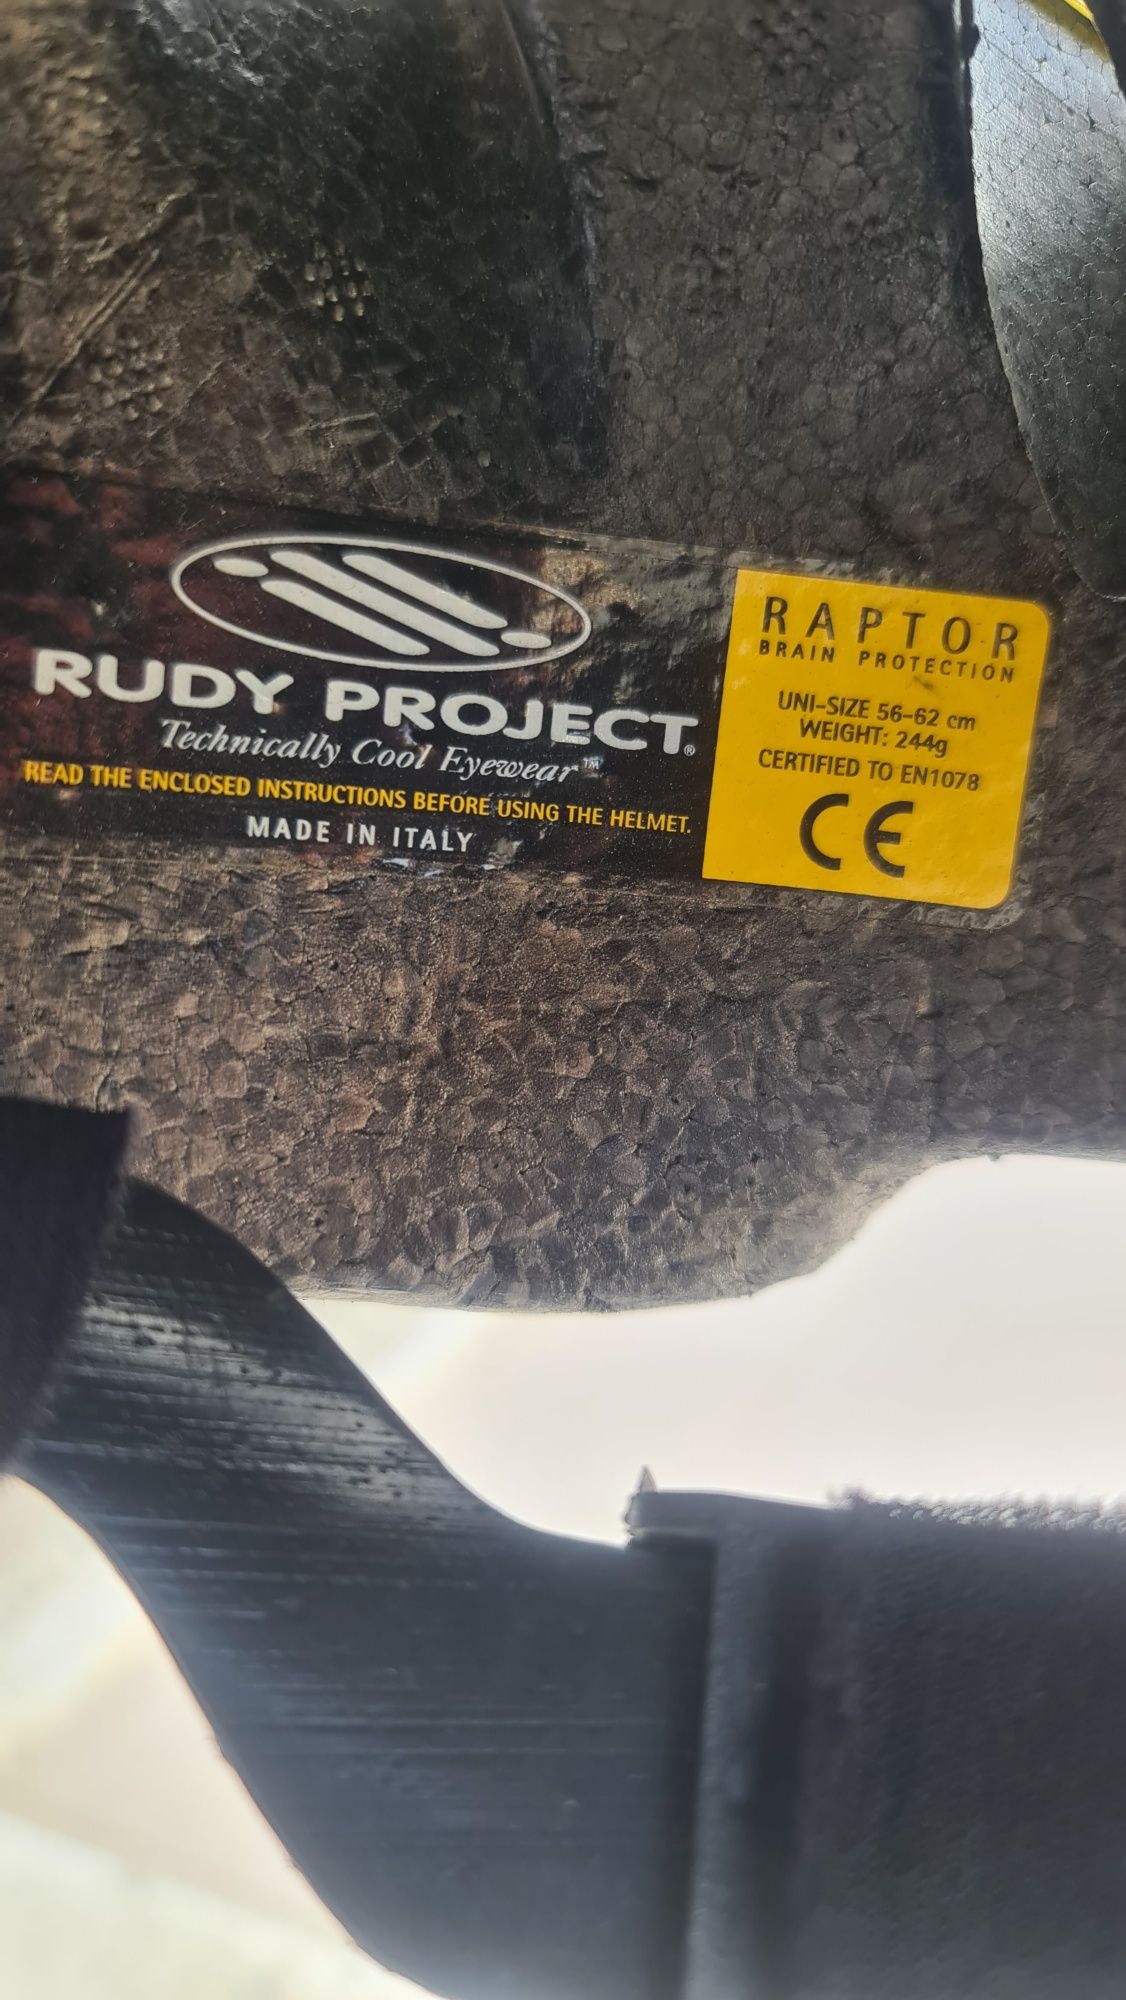 RUDY PROJECT®
Technically Cool Eyewear™
READ THE ENCLOSED INSTRUCTIONS BEFORE USING THE HELMET.
MADE IN ITALY
RAPTOR
BRAIN PROTECTION
UNI-SIZE 56-62 cm
WEIGHT: 244g
CERTIFIED TO EN1078
CE